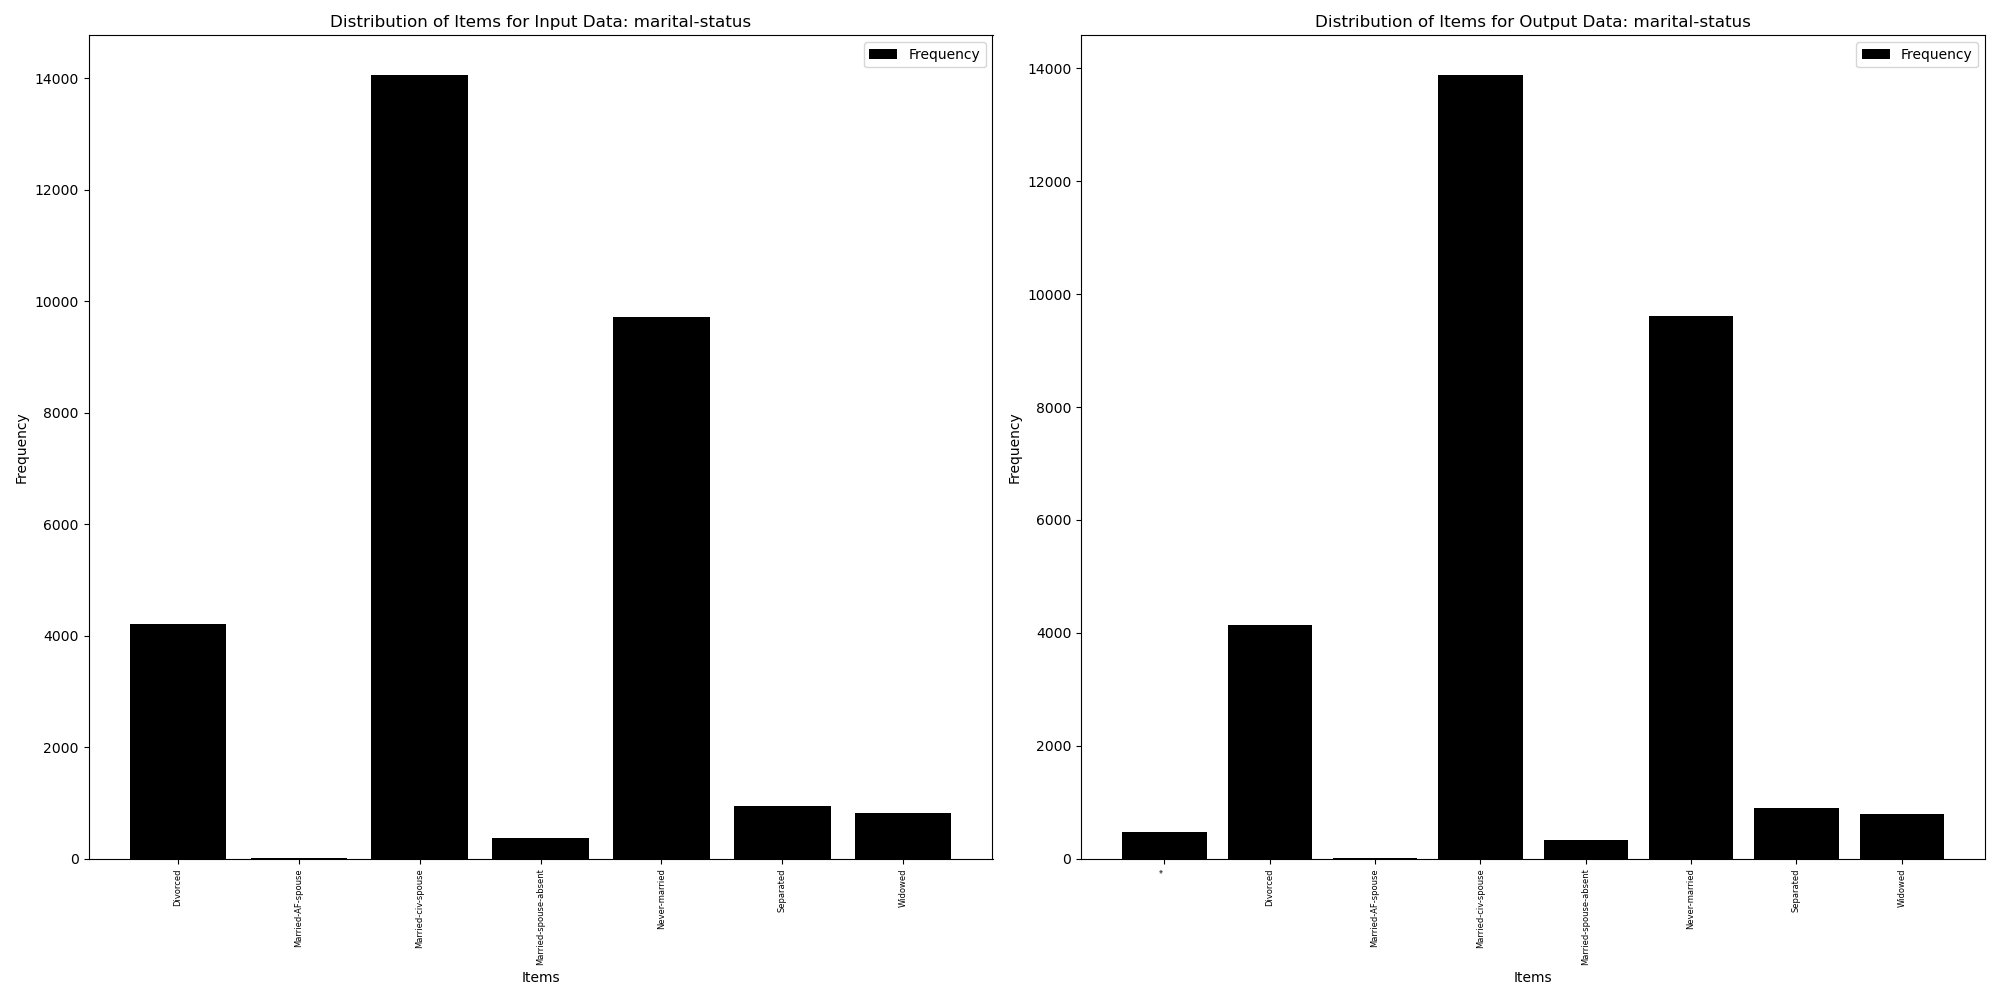 Distribution of Items for Input Data: marital-status
Frequency
14000
12000
10000
8000
6000
4000
2000
0
Frequency
Divorced
Married-AF-spouse
Married-civ-spouse
Married-spouse-absent
Never-married
Separated
Widowed
Items
Distribution of Items for Output Data: marital-status
Frequency
14000
12000
10000
8000
6000
4000
2000
0
Frequency
*
Divorced
Married-AF-spouse
Married-civ-spouse
Married-spouse-absent
Never-married
Separated
Widowed
Items